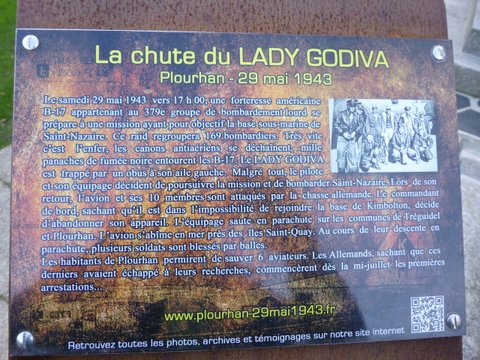 La chute du LADY GODIVA
Plourhan - 29 mai 1943
Le samedi 29 mai 1943 vers 17 h 00, une forteresse américaine
B-17 appartenant au 379e groupe de bombardement lourd se
prépare à une mission ayant pour objectif la base sous-marine de
Saint-Nazaire. Ce raid regroupera 169 bombardiers. Très vite
c'est l'enfer, les canons antiaériens se déchaînent, mille
panaches de fumée noire entourent les B-17. Le LADY GODIVA
est frappé par un obus à son aile gauche. Malgré tout, le pilote
et son équipage décident de poursuivre la mission et de bombarder Saint-Nazaire. Lors de son
retour, l'avion et ses 10 membres sont attaqués par la chasse allemande. Le commandant
de bord, sachant qu'il est dans l'impossibilité de rejoindre la base de Kimbolton, décide
d'abandonner son appareil. L'équipage saute en parachute, sur les communes de Tréguidel
et Plourhan. L'avion s'abîme en mer près des îles Saint-Quay. Au cours de leur descente en
parachute, plusieurs soldats sont blessés par balles.
Les habitants de Plourhan permirent de sauver 6 aviateurs. Les Allemands, sachant que ces
derniers avaient échappé à leurs recherches, commencèrent dès la mi-juillet les premières
arrestations...
www.plourhan-29mai1943.fr
Retrouvez toutes les photos, archives et témoignages sur notre site internet